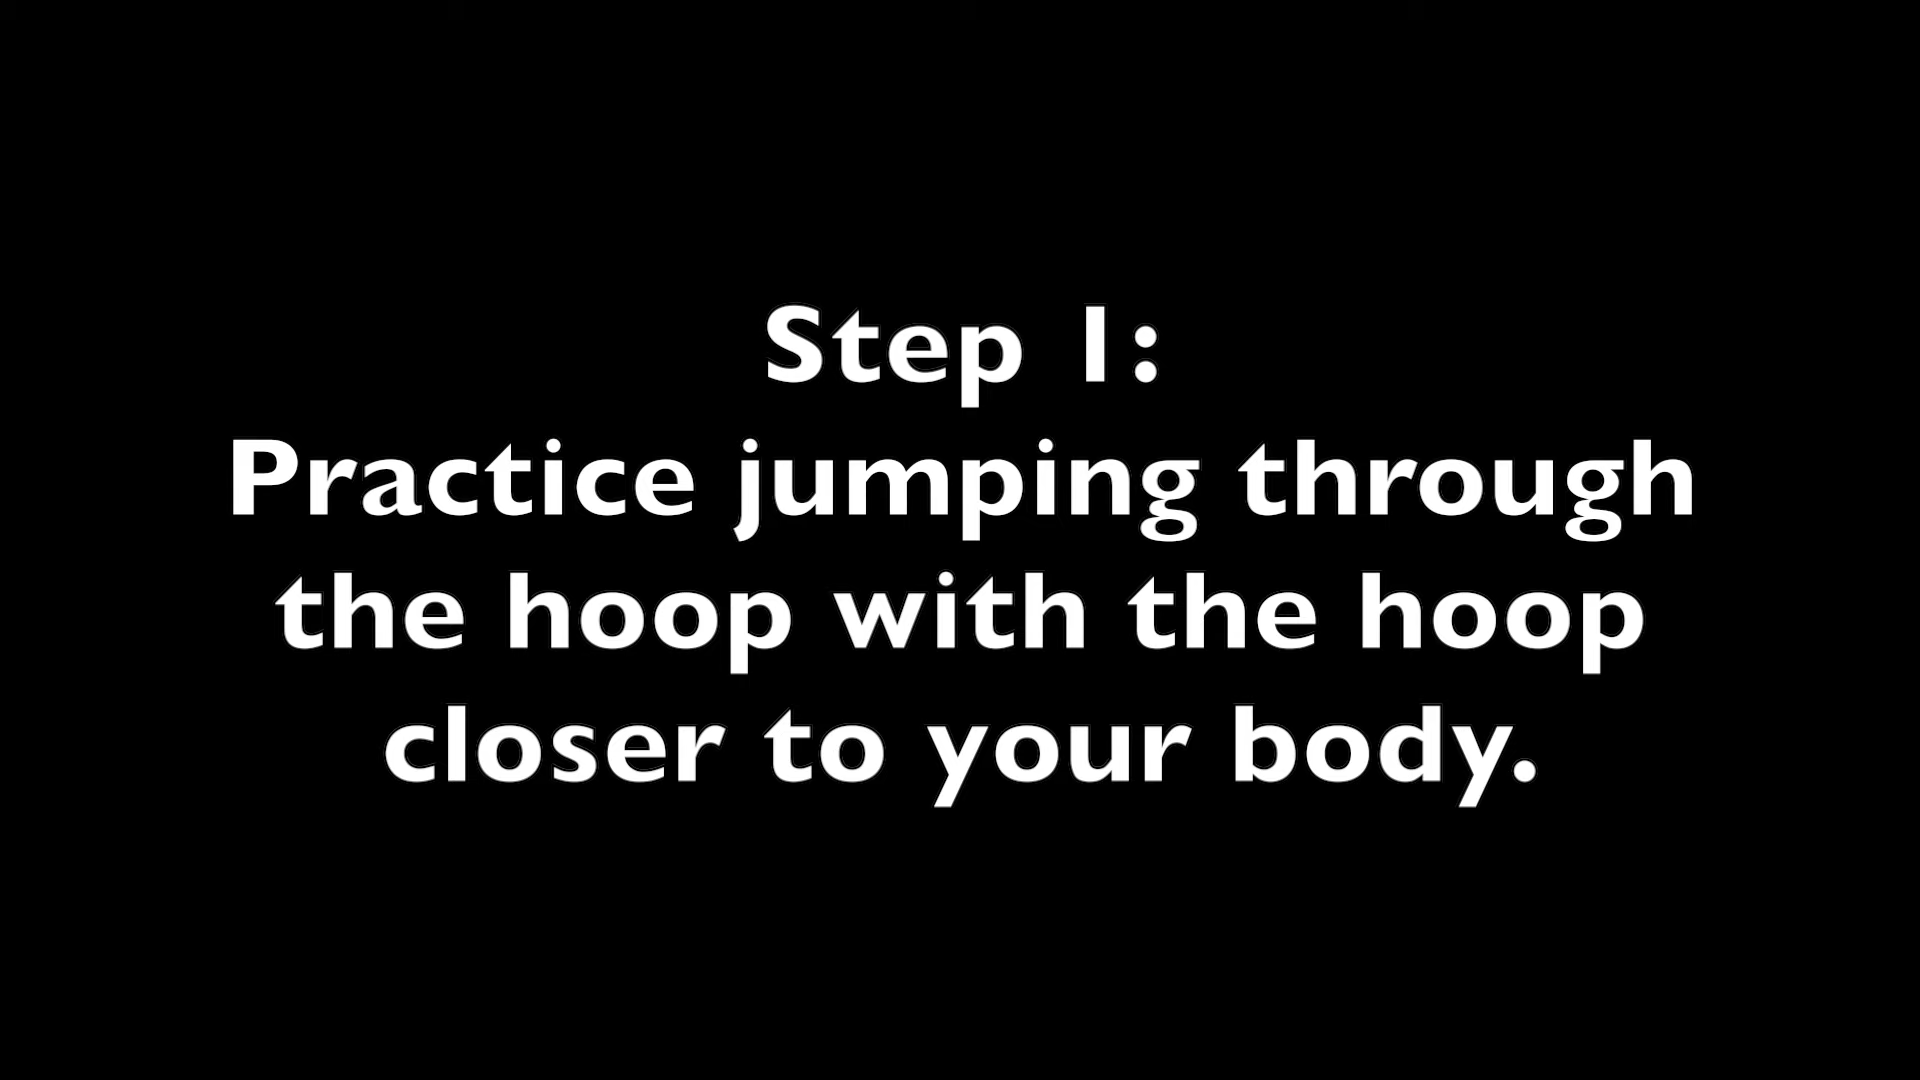 Step 1:
Practice jumping through
the hoop with the hoop
closer to your body.